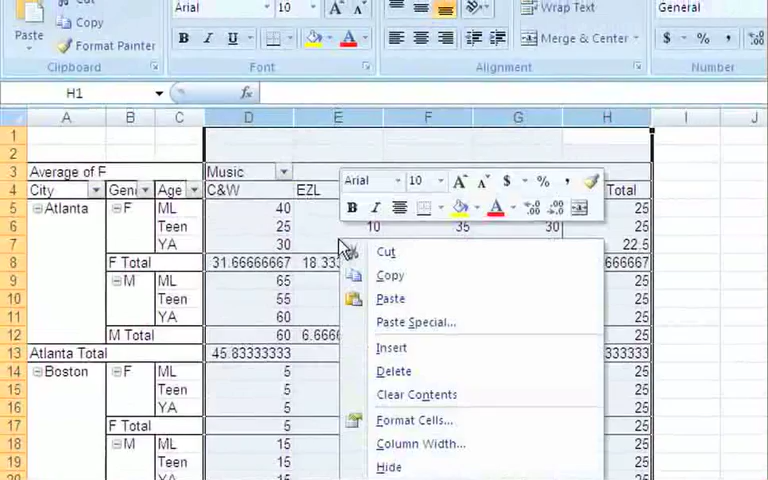 Cut
Arial 10 A A Wrap Text General
Copy
Paste B I U A Merge & Center $ % ,
Format Painter
Clipboard Font Alignment Number
H1 fx
A B C D E F G H I J
1
2
3 Average of F Music
4 City Gen Age C&W EZL Total
Arial 10 A A $ % ,
B I A
5 Atlanta F ML 40 25
6 Teen 25 10 35 30 25
7 YA 30 22.5
8 F Total 31.66666667 18.333 666667
9 M ML 65 25
10 Teen 55 25
11 YA 60 25
12 M Total 60 6.6666 25
13 Atlanta Total 45.83333333 333333
14 Boston F ML 5 25
15 Teen 5 25
16 YA 5 25
17 F Total 5 25
18 M ML 15 25
19 Teen 15 25
Cut
Copy
Paste
Paste Special...
Insert
Delete
Clear Contents
Format Cells...
Column Width...
Hide